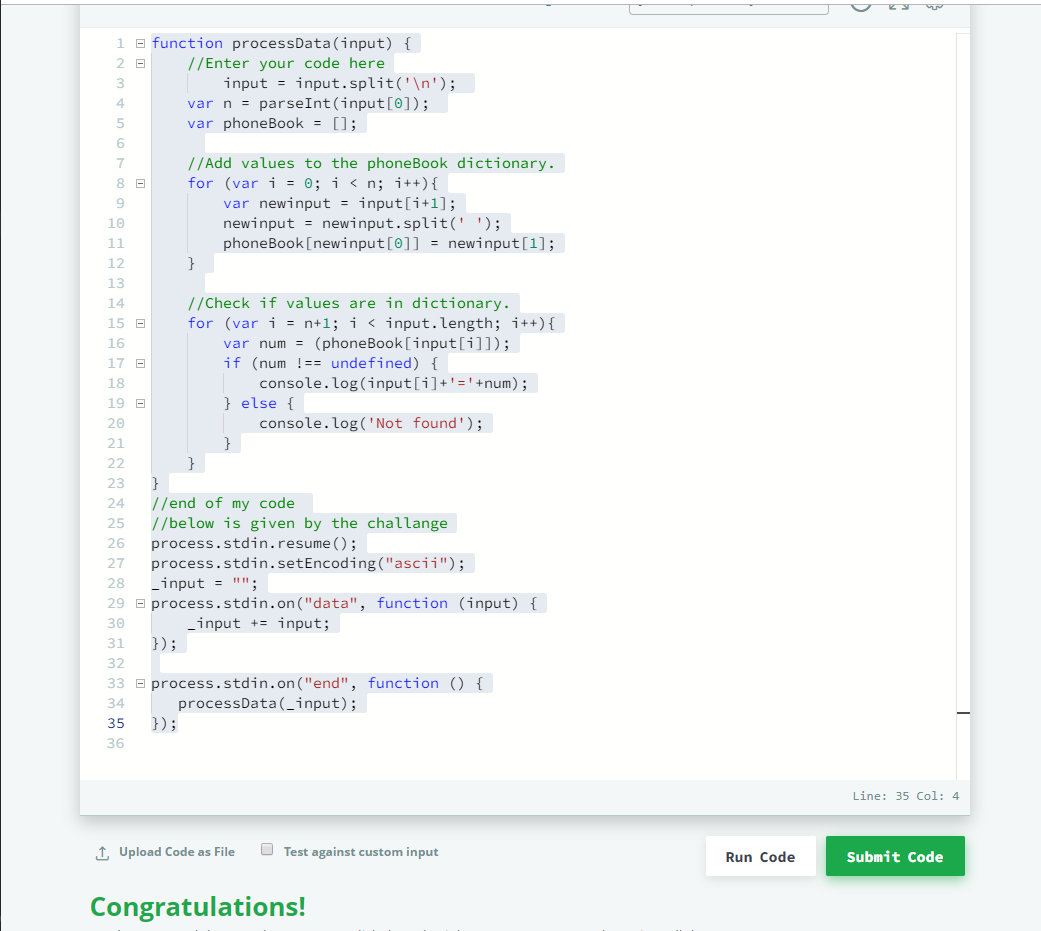 1 function processData(input) {
2     //Enter your code here
3         input = input.split('\n');
4     var n = parseInt(input[0]);
5     var phoneBook = [];
6
7     //Add values to the phoneBook dictionary.
8     for (var i = 0; i < n; i++){
9         var newinput = input[i+1];
10         newinput = newinput.split(' ');
11         phoneBook[newinput[0]] = newinput[1];
12     }
13
14     //Check if values are in dictionary.
15     for (var i = n+1; i < input.length; i++){
16         var num = (phoneBook[input[i]]);
17         if (num !== undefined) {
18             console.log(input[i]+'='+num);
19         } else {
20             console.log('Not found');
21         }
22     }
23 }
24 //end of my code
25 //below is given by the challange
26 process.stdin.resume();
27 process.stdin.setEncoding("ascii");
28 _input = "";
29 process.stdin.on("data", function (input) {
30     _input += input;
31 });
32
33 process.stdin.on("end", function () {
34    processData(_input);
35 });
36
Line: 35 Col: 4
Upload Code as File
Test against custom input
Run Code
Submit Code
Congratulations!